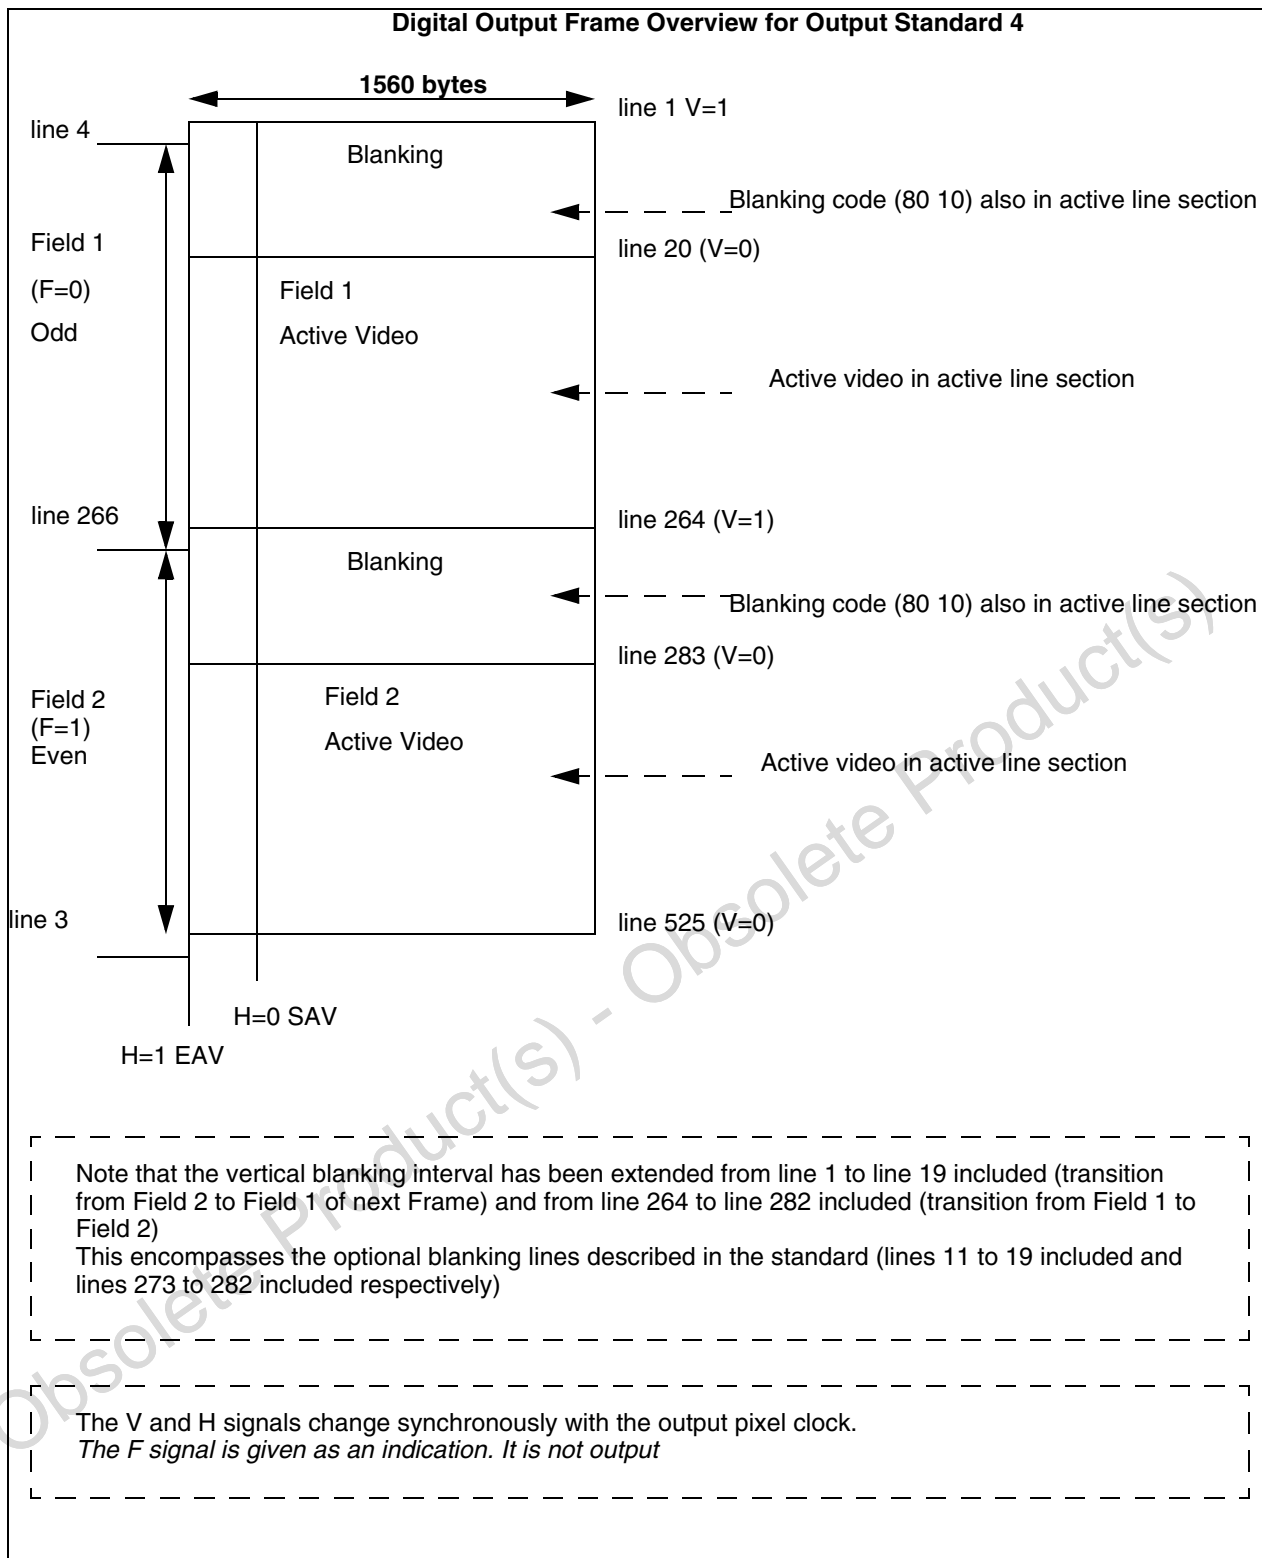 Digital Output Frame Overview for Output Standard 4
1560 bytes
line 1 V=1
line 4
Blanking
Blanking code (80 10) also in active line section
Field 1
(F=0)
Odd
line 20 (V=0)
Field 1
Active Video
Active video in active line section
line 266
line 264 (V=1)
Blanking
Blanking code (80 10) also in active line section
line 283 (V=0)
Field 2
(F=1)
Even
Field 2
Active Video
Active video in active line section
line 3
line 525 (V=0)
H=0 SAV
H=1 EAV
Note that the vertical blanking interval has been extended from line 1 to line 19 included (transition
from Field 2 to Field 1 of next Frame) and from line 264 to line 282 included (transition from Field 1 to
Field 2)
This encompasses the optional blanking lines described in the standard (lines 11 to 19 included and
lines 273 to 282 included respectively)
The V and H signals change synchronously with the output pixel clock.
The F signal is given as an indication. It is not output
Obsolete Product(s) - Obsolete Product(s)